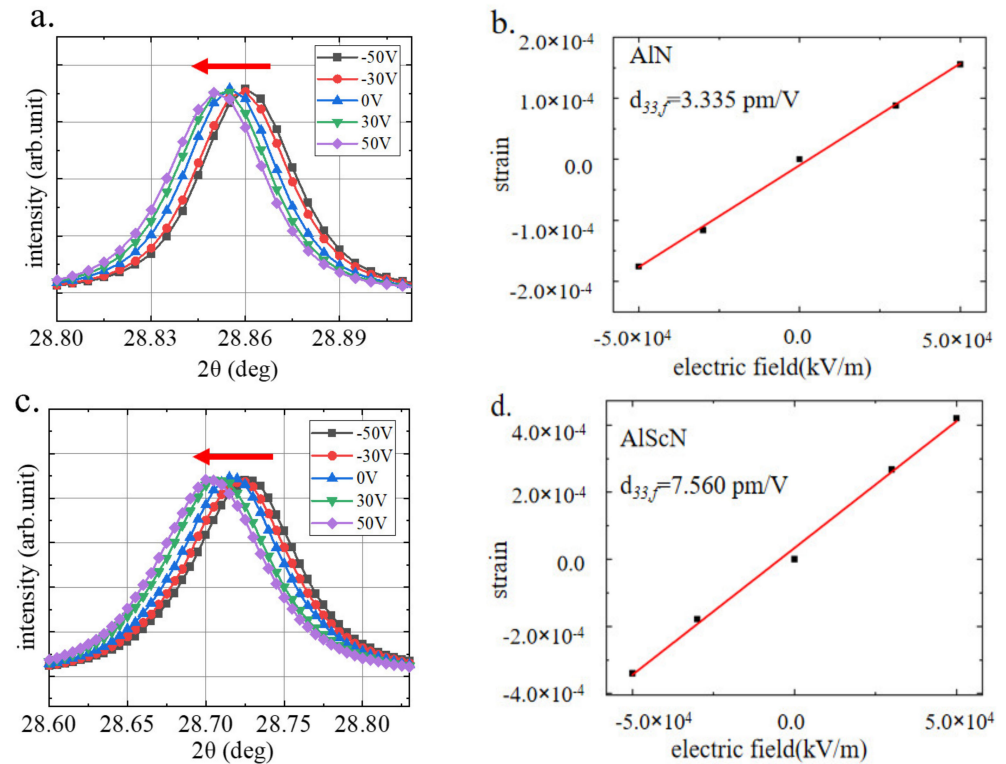 a.
-50V
-30V
0V
30V
50V
intensity (arb.unit)
28.80 28.83 28.86 28.89
2θ (deg)
b.
AlN
d33,f=3.335 pm/V
2.0×10-4
1.0×10-4
0.0
-1.0×10-4
-2.0×10-4
strain
-5.0×104 0.0 5.0×104
electric field(kV/m)
c.
-50V
-30V
0V
30V
50V
intensity (arb.unit)
28.60 28.65 28.70 28.75 28.80
2θ (deg)
d.
AlScN
d33,f=7.560 pm/V
4.0×10-4
2.0×10-4
0.0
-2.0×10-4
-4.0×10-4
strain
-5.0×104 0.0 5.0×104
electric field(kV/m)